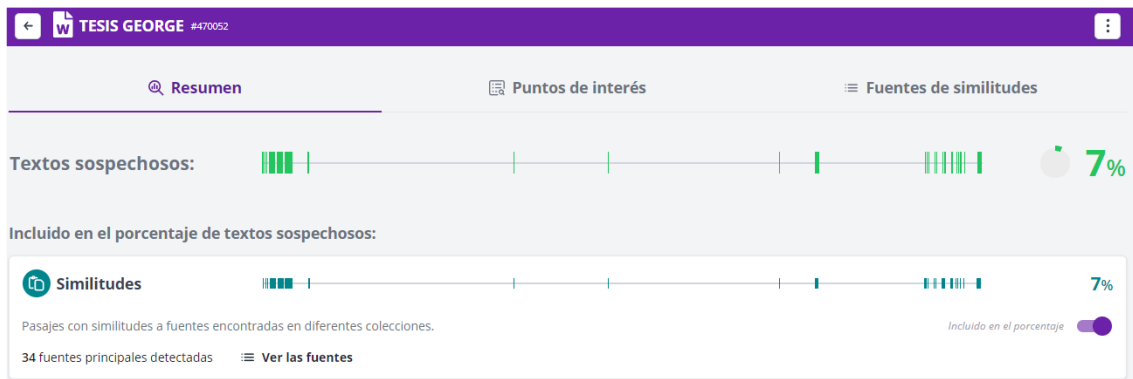 TESIS GEORGE #470052
Resumen
Puntos de interés
Fuentes de similitudes
Textos sospechosos:
7%
Incluido en el porcentaje de textos sospechosos:
Similitudes
7%
Pasajes con similitudes a fuentes encontradas en diferentes colecciones.
Incluido en el porcentaje
34 fuentes principales detectadas
Ver las fuentes